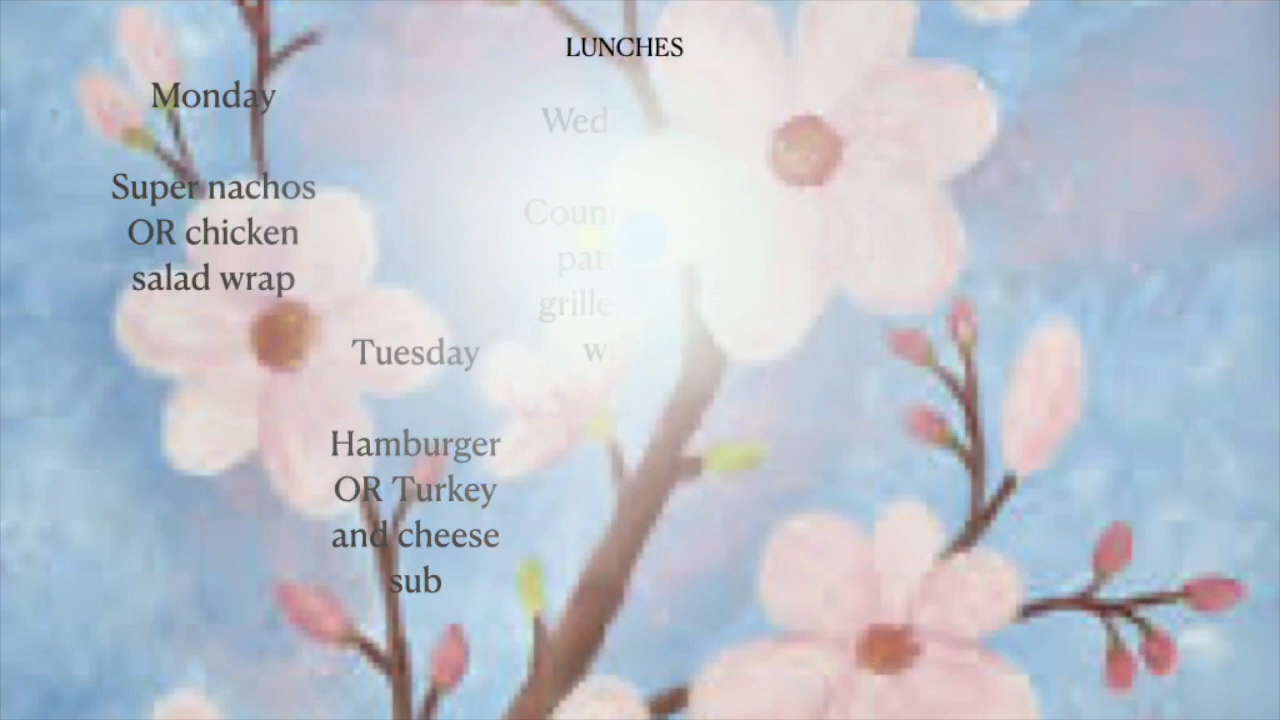 LUNCHES
Monday
Super nachos
OR chicken
salad wrap
Tuesday
Hamburger
OR Turkey
and cheese
sub
Wed